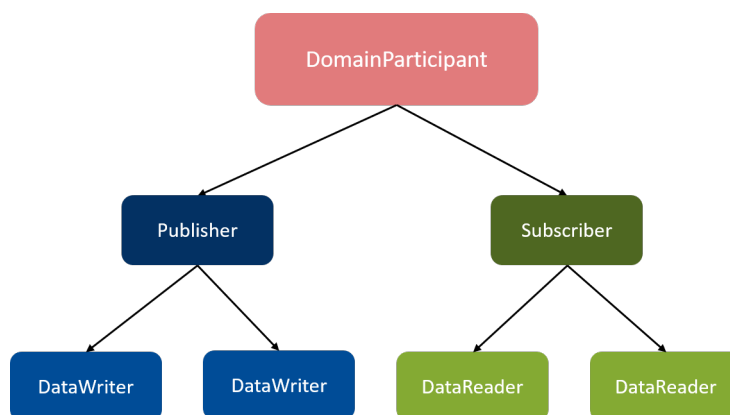 DomainParticipant
Publisher
Subscriber
DataWriter
DataWriter
DataReader
DataReader